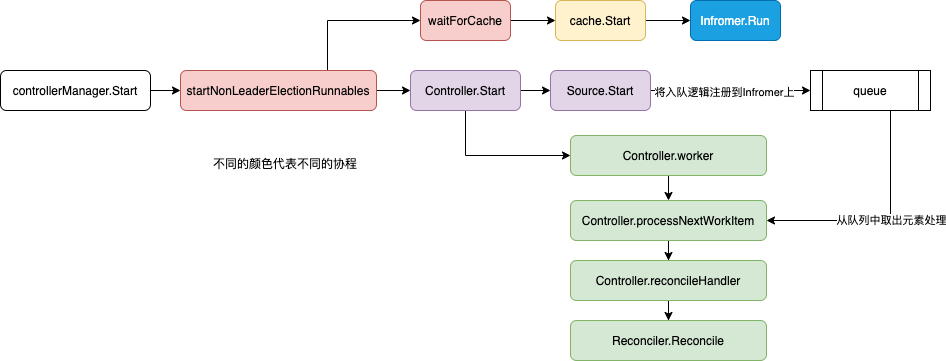 waitForCache
cache.Start
Infromer.Run
controllerManager.Start
startNonLeaderElectionRunnables
Controller.Start
Source.Start
将入队逻辑注册到Infromer上
queue
不同的颜色代表不同的协程
Controller.worker
Controller.processNextWorkItem
从队列中取出元素处理
Controller.reconcileHandler
Reconciler.Reconcile